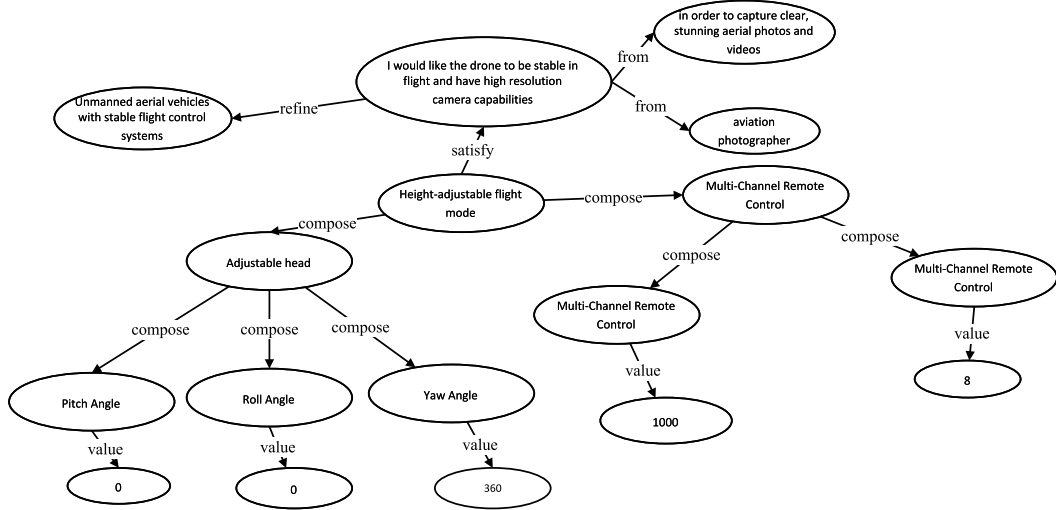 in order to capture clear,
stunning aerial photos and
videos
from
I would like the drone to be stable in
flight and have high resolution
camera capabilities
Unmanned aerial vehicles
with stable flight control
systems
refine
from
aviation
photographer
satisfy
Height-adjustable flight
mode
compose
Multi-Channel Remote
Control
compose
Adjustable head
compose
compose
Multi-Channel Remote
Control
Multi-Channel Remote
Control
compose
compose
compose
value
value
8
Pitch Angle
Roll Angle
Yaw Angle
1000
value
value
value
0
0
360